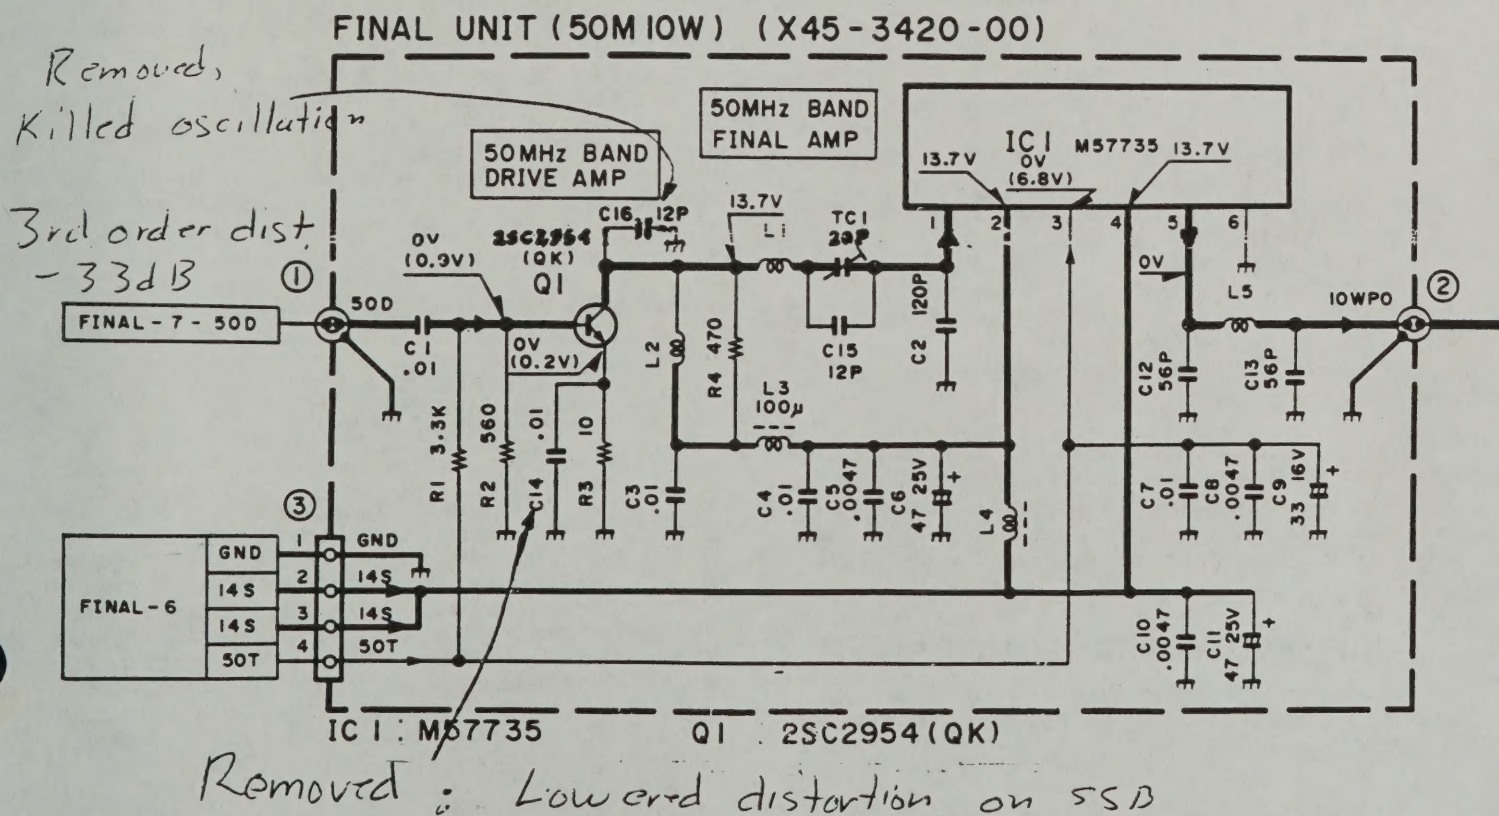 FINAL UNIT (50M10W) (X45-3420-00)
Removed,
Killed oscillation
3rd order dist.
- 33dB
50MHz BAND
DRIVE AMP
50MHz BAND
FINAL AMP
IC1 M57735
13.7V
0V
(6.8V)
13.7V
1 2 3 4 5 6
C16 12P
2SC2954
(QK)
Q1
0V
(0.9V)
0V
(0.2V)
13.7V
L1
TC1
20P
C15
12P
C2 120P
0V
L5
10WPO
②
①
50D
FINAL-7-50D
C1
.01
L2
R4 470
L3
100μ
C12
56P
C13
56P
R1 3.3K
R2 560
C14 .01
R3 10
C3
.01
C4
.01
C5
.0047
C6
47 25V
+
L4
C7
.01
C8
.0047
C9
33 16V
+
③
FINAL-6
GND 1 GND
14S 2 14S
14S 3 14S
50T 4 50T
C10
.0047
C11
47 25V
+
IC1 : M57735 Q1 : 2SC2954(QK)
Removed : Lowered distortion on SSB